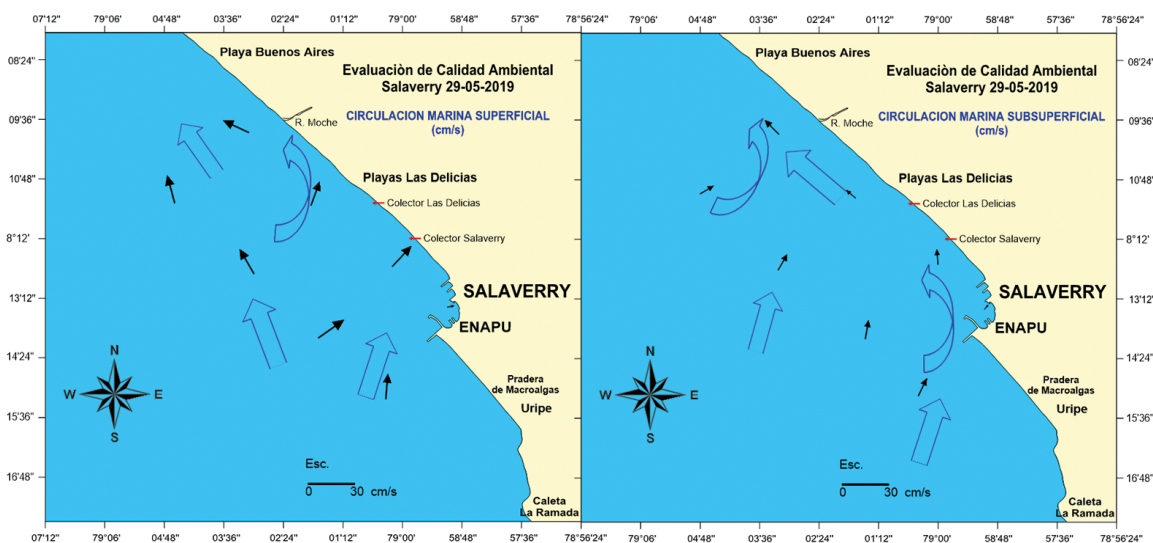 07°12" 79°06" 04'48" 03'36" 02'24" 01'12" 79°00" 58'48" 57'36"
79°06" 03'36" 02'24" 01'12" 79°00" 58'48" 57'36" 78°56'24"
08'24"
09'36"
10'48"
8°12'
13'12"
14'24"
15'36"
16'48"
Playa Buenos Aires
Evaluaciòn de Calidad Ambiental
Salaverry 29-05-2019
CIRCULACION MARINA SUPERFICIAL
(cm/s)
R. Moche
Playas Las Delicias
Colector Las Delicias
Colector Salaverry
SALAVERRY
ENAPU
Pradera
de Macroalgas
Uripe
N
W E
S
Esc.
0 30 cm/s
Caleta
La Ramada
07'12" 79°06" 04'48" 03'36" 02'24" 01'12" 79°00" 58'48" 57'36" 78°56'24"
Playa Buenos Aires
Evaluaciòn de Calidad Ambiental
Salaverry 29-05-2019
CIRCULACION MARINA SUBSUPERFICIAL
(cm/s)
R. Moche
Playas Las Delicias
Colector Las Delicias
Colector Salaverry
SALAVERRY
ENAPU
Pradera
de Macroalgas
Uripe
N
W E
S
Esc.
0 30 cm/s
Caleta
La Ramada
08'24"
09'36"
10'48"
8°12'
13'12"
14'24"
15'36"
16'48"
79°06" 04'48" 03'36" 02'24" 01'12" 79°00" 58'48" 57'36" 78°56'24"